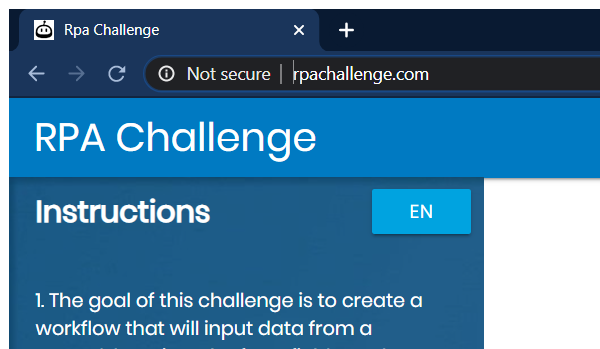 Rpa Challenge
Not secure | rpachallenge.com
RPA Challenge
Instructions
EN
1. The goal of this challenge is to create a
workflow that will input data from a